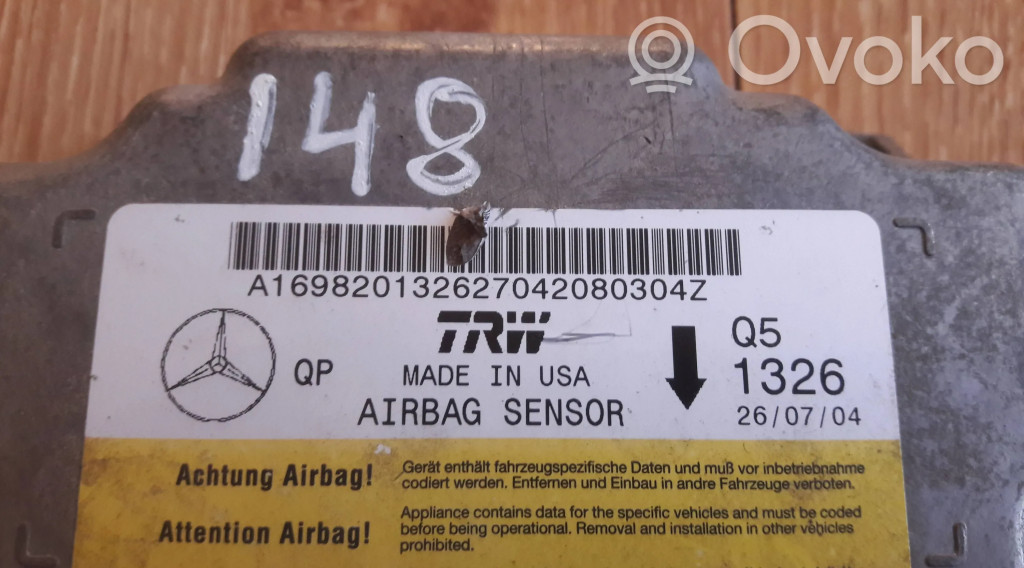 Ovoko
148
A169820132627042080304Z
TRW
Q5
QP
MADE IN USA
1326
AIRBAG SENSOR
26/07/04
Achtung Airbag!
Gerät enthält fahrzeugspezifische Daten und muß vor inbetriebnahme
codiert werden. Entfernen und Einbau in andre Fahrzeuge verboten.
Attention Airbag!
Appliance contains data for the specific vehicles and must be coded
before being operational. Removal and installation in other vehicles
prohibited.